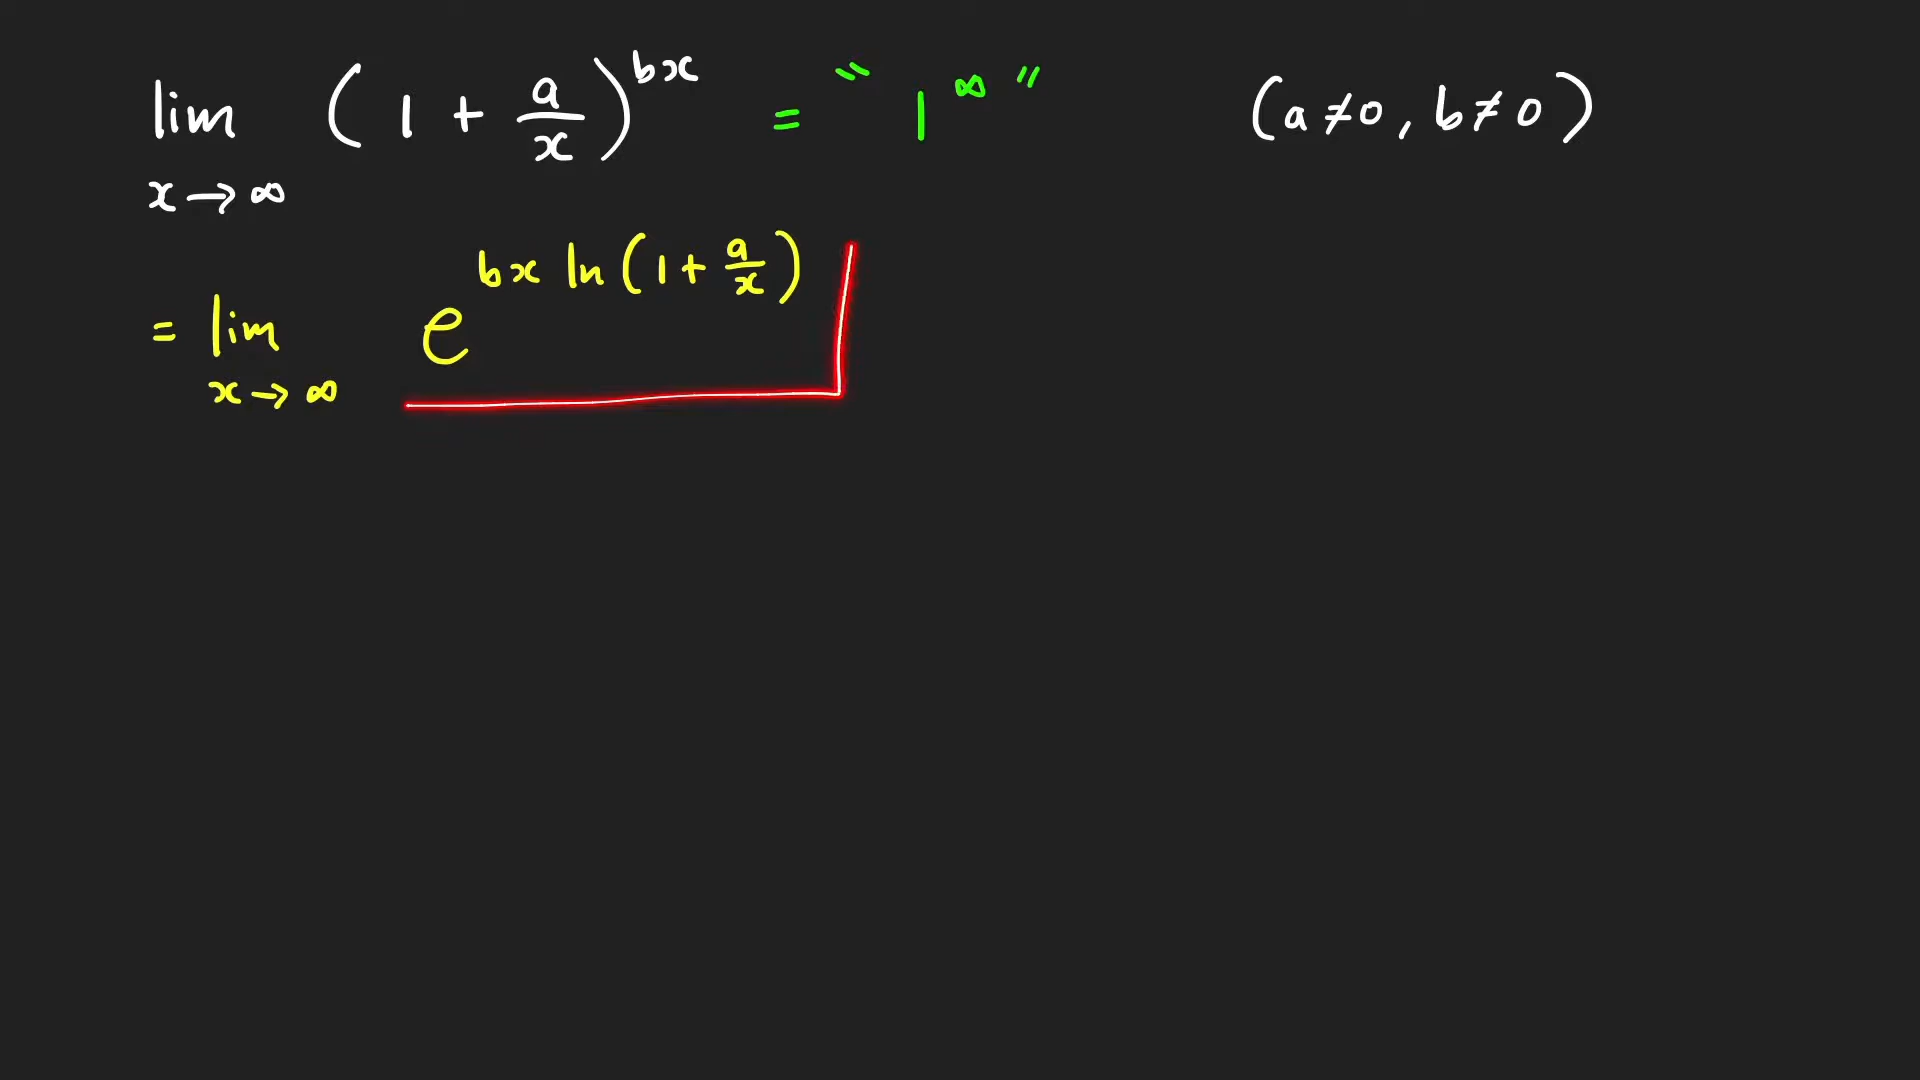 lim x→∞ (1 + a/x)^bx = "1^∞" (a≠0, b≠0)
= lim x→∞ e^bx ln(1 + a/x)